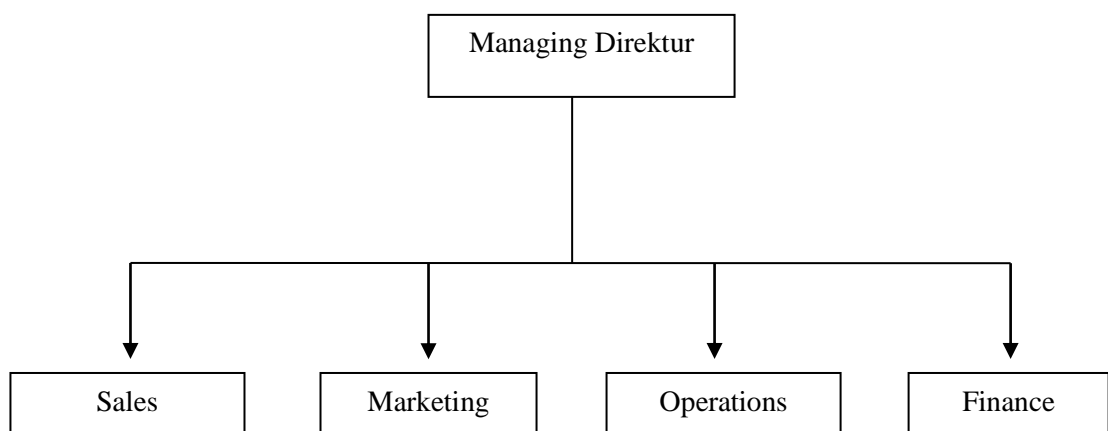 Managing Direktur
Sales
Marketing
Operations
Finance